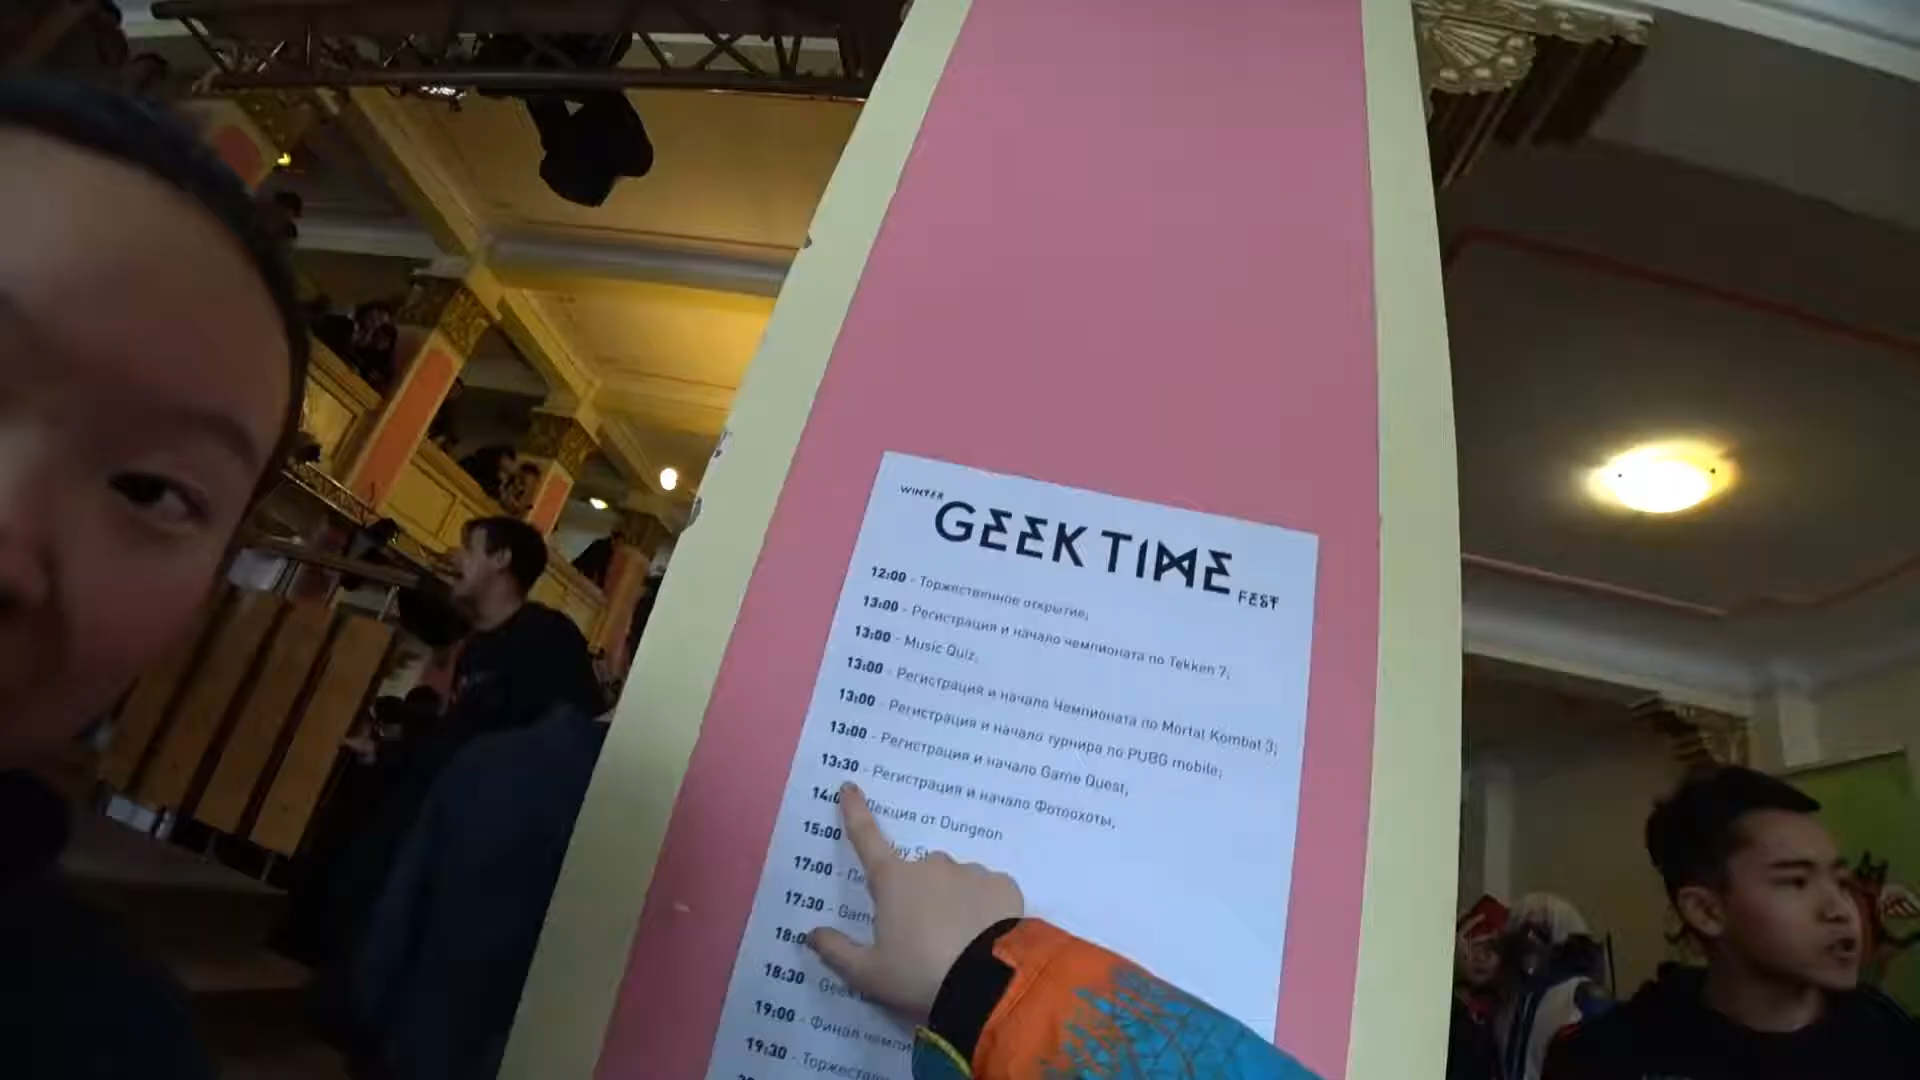 WINTER
GEEK TIME
FEST
12:00 - Торжественное открытие;
13:00 - Регистрация и начало чемпионата по Tekken 7;
13:00 - Music Quiz;
13:00 - Регистрация и начало Чемпионата по Mortal Kombat 3;
13:00 - Регистрация и начало турнира по PUBG mobile;
13:00 - Регистрация и начало Game Quest;
13:30 - Регистрация и начало Фотоохоты;
Лекция от Dungeon
15:00
17:00 -
17:30 - Game
18:30 - Geek
19:00 - Финал
19:30 -